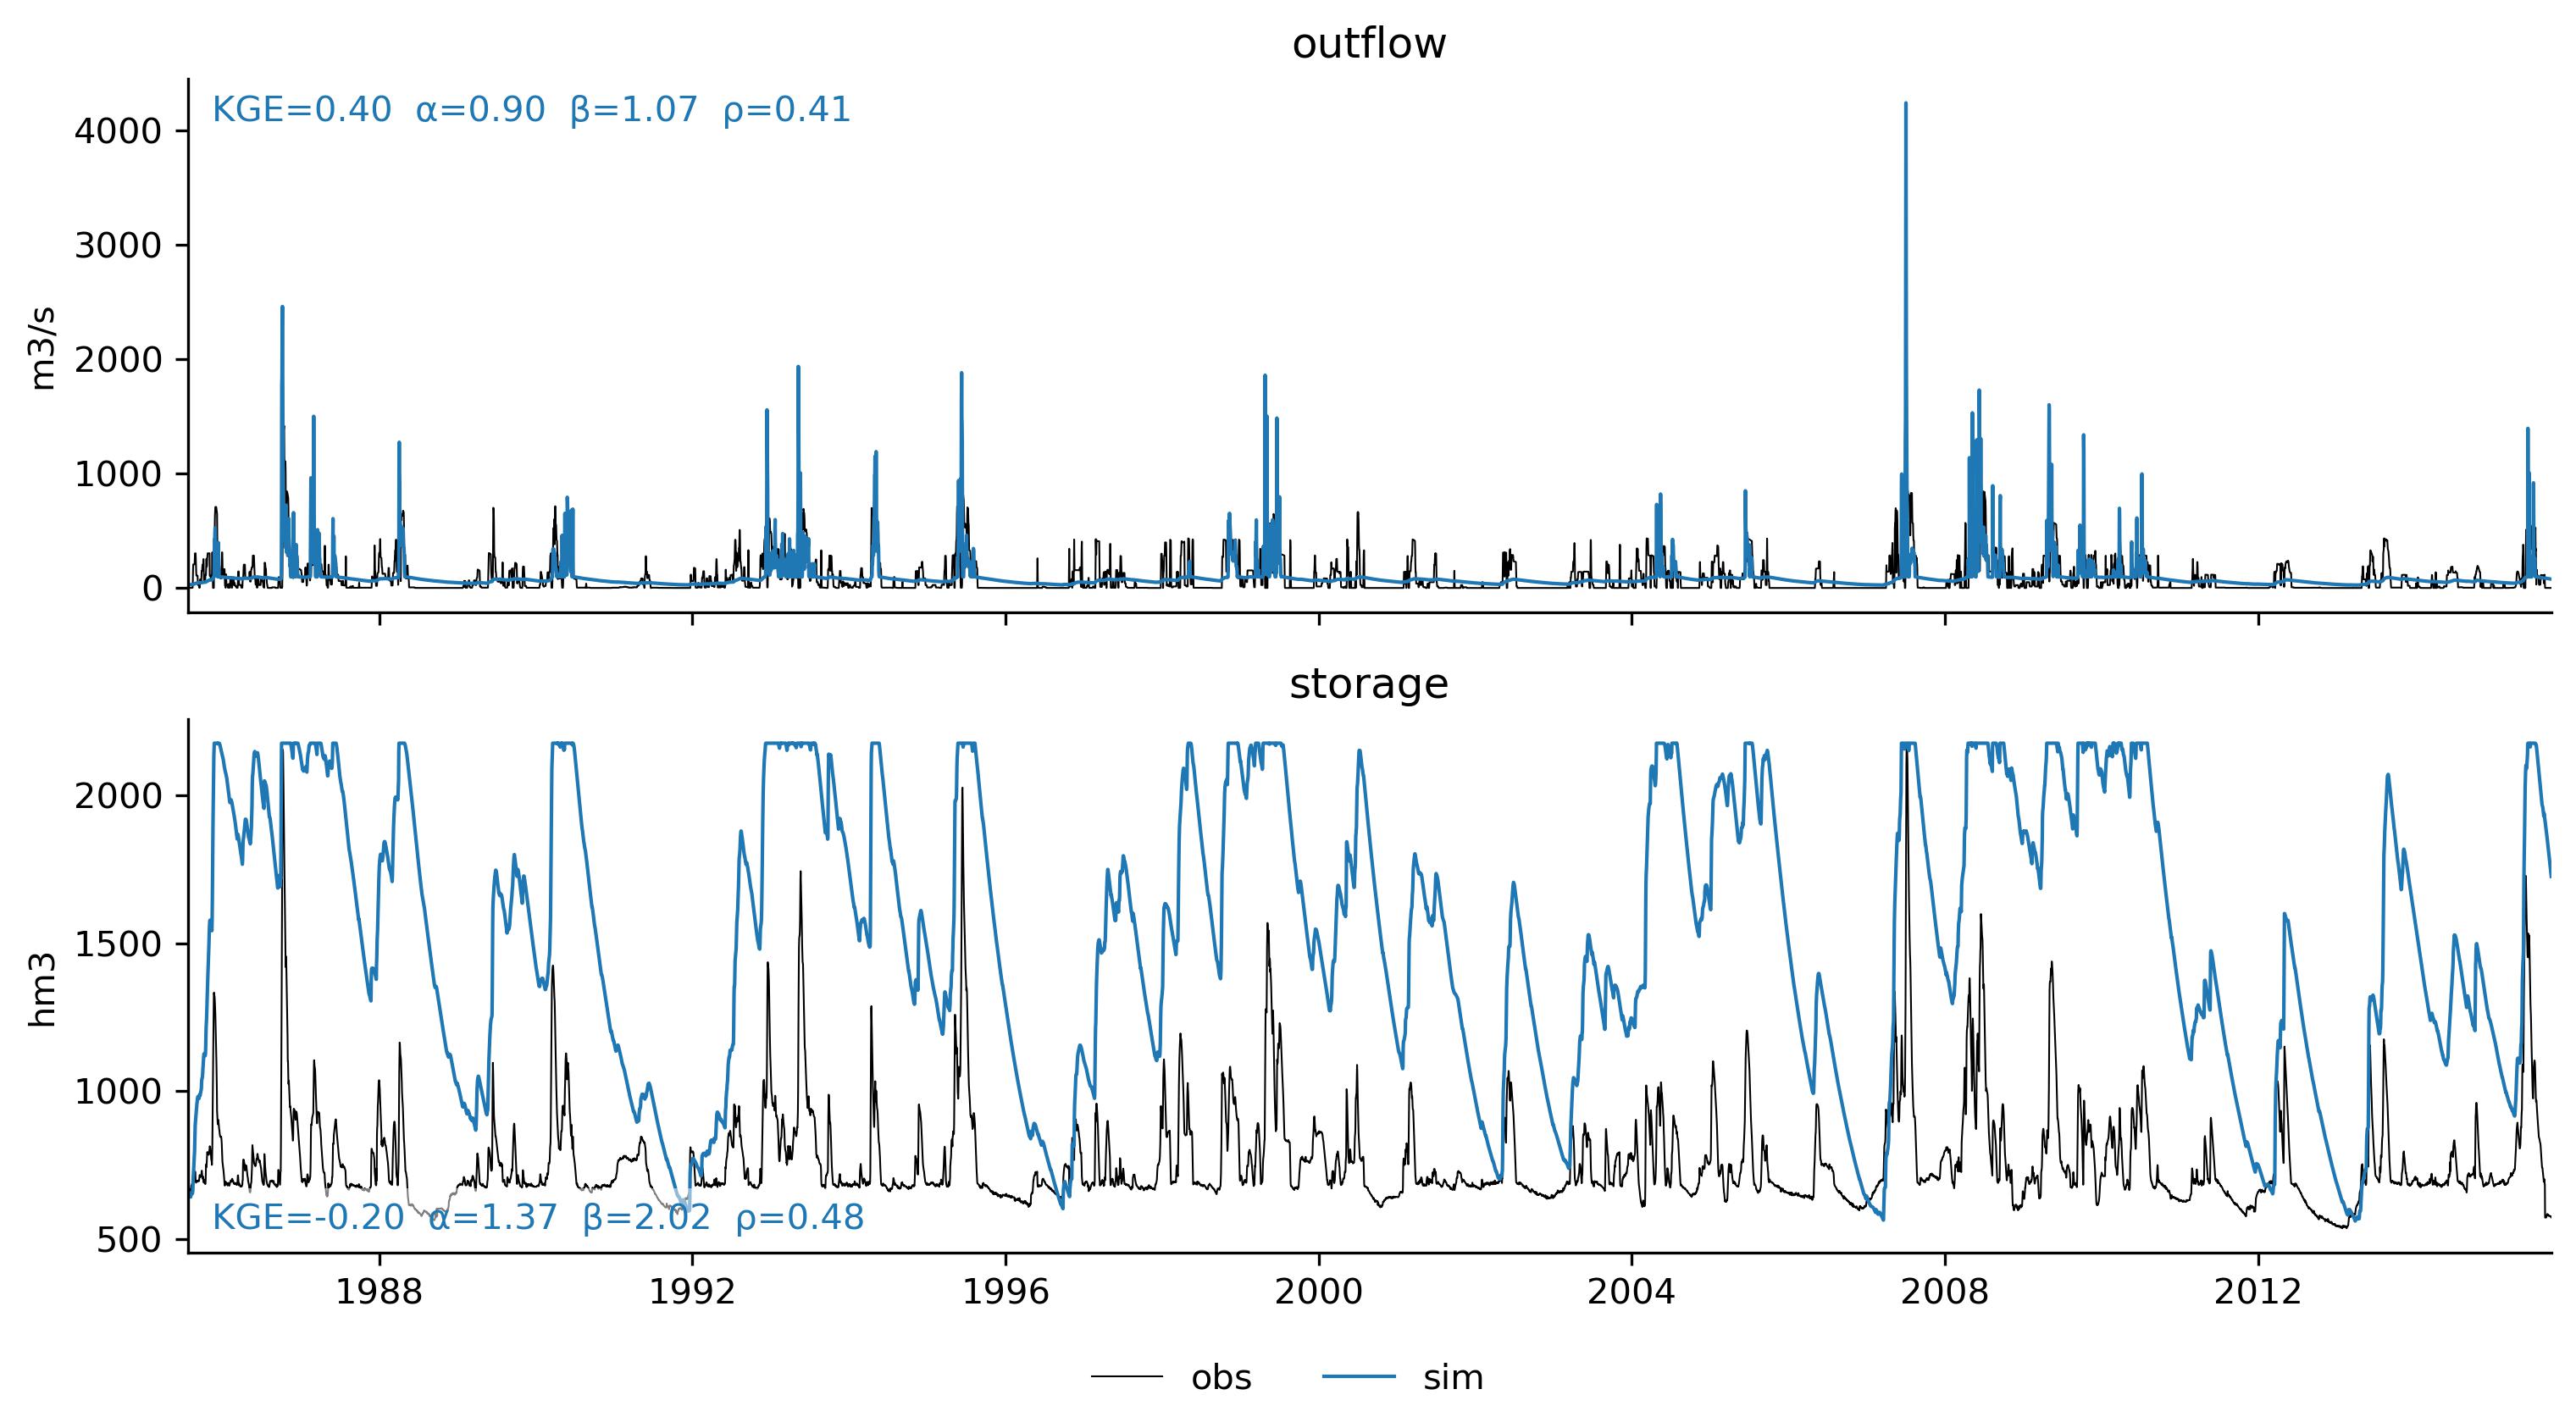 outflow
KGE=0.40 α=0.90 β=1.07 ρ=0.41
m3/s
4000
3000
2000
1000
0
storage
hm3
2000
1500
1000
500
KGE=-0.20 α=1.37 β=2.02 ρ=0.48
1988 1992 1996 2000 2004 2008 2012
obs sim